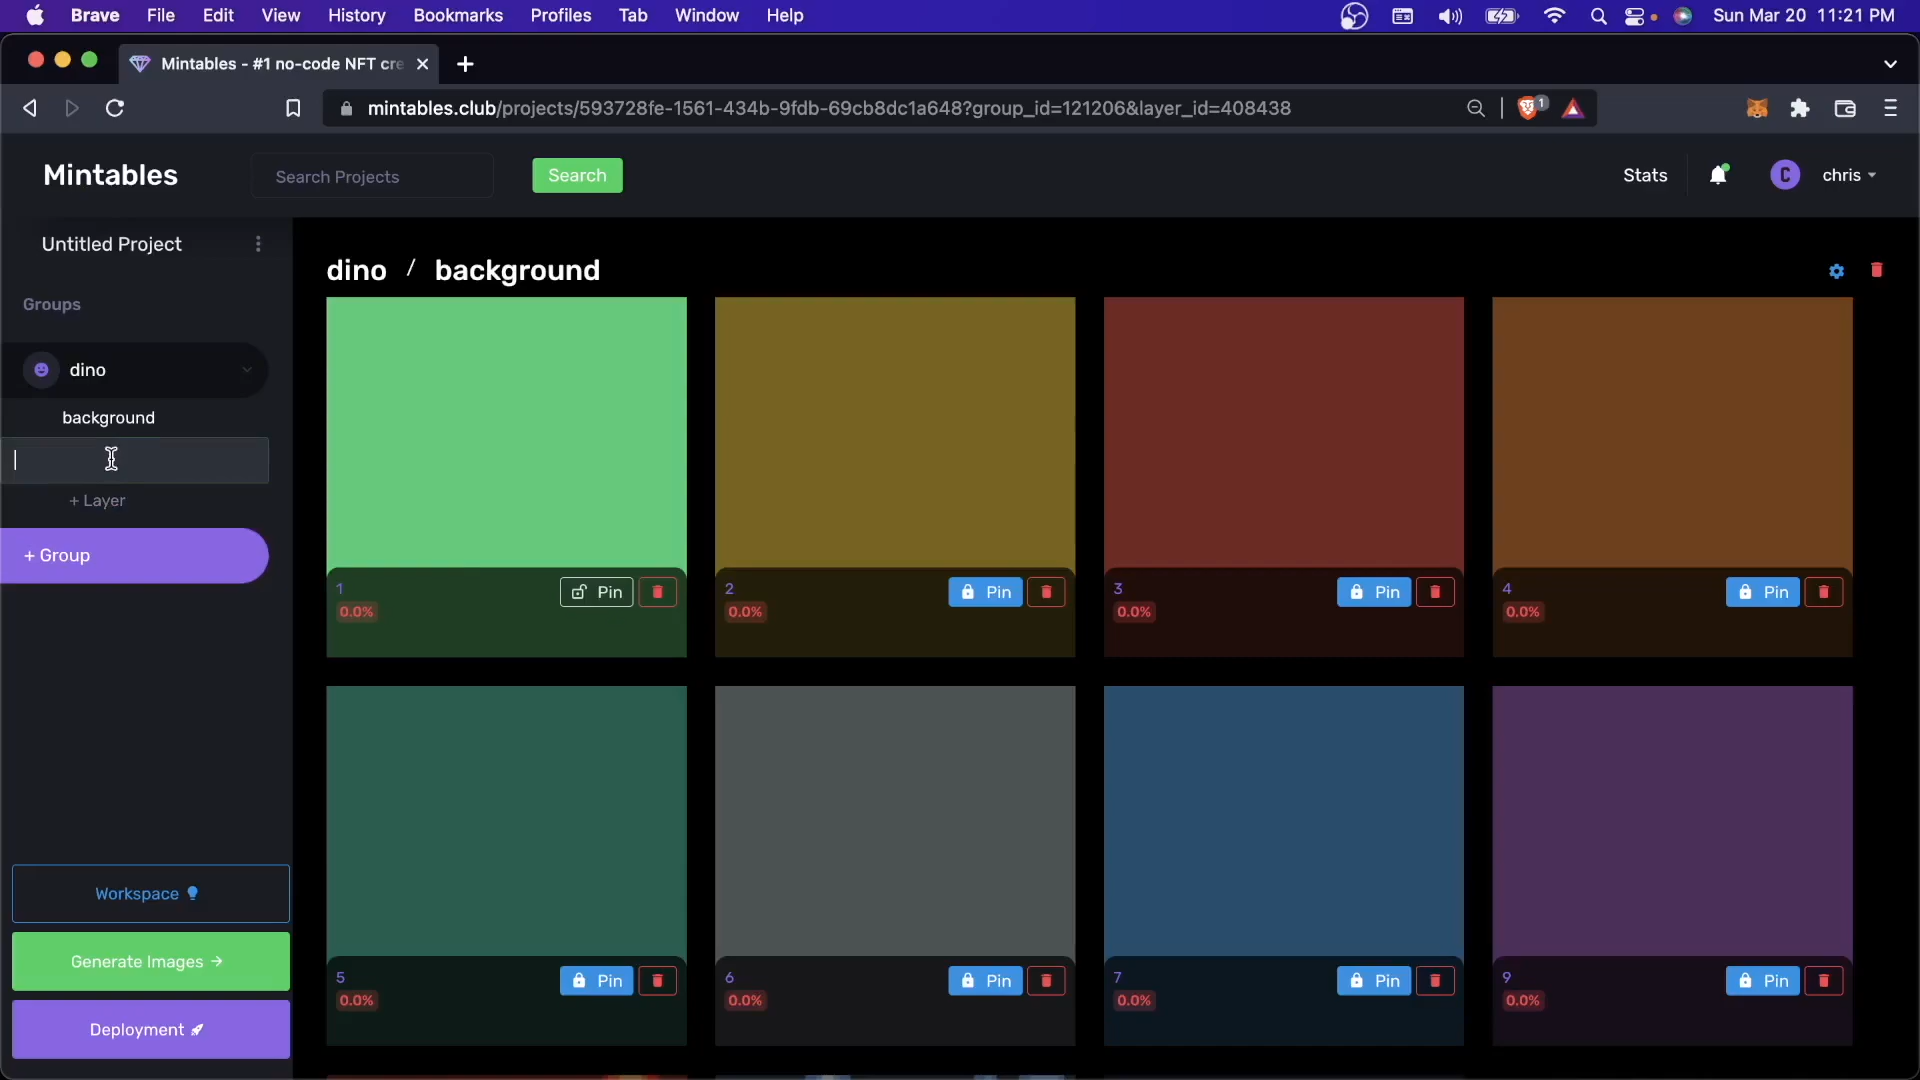 Brave File Edit View History Bookmarks Profiles Tab Window Help Sun Mar 20 11:21 PM
Mintables - #1 no-code NFT cre
mintables.club/projects/593728fe-1561-434b-9fdb-69cb8dc1a648?group_id=121206&layer_id=408438 1
Mintables Search Projects Search Stats C chris
Untitled Project
Groups
dino
background
+ Layer
+ Group
Workspace
Generate Images →
Deployment
dino / background
1 Pin 2 Pin 3 Pin 4 Pin
0.0% 0.0% 0.0% 0.0%
5 Pin 6 Pin 7 Pin 9 Pin
0.0% 0.0% 0.0% 0.0%